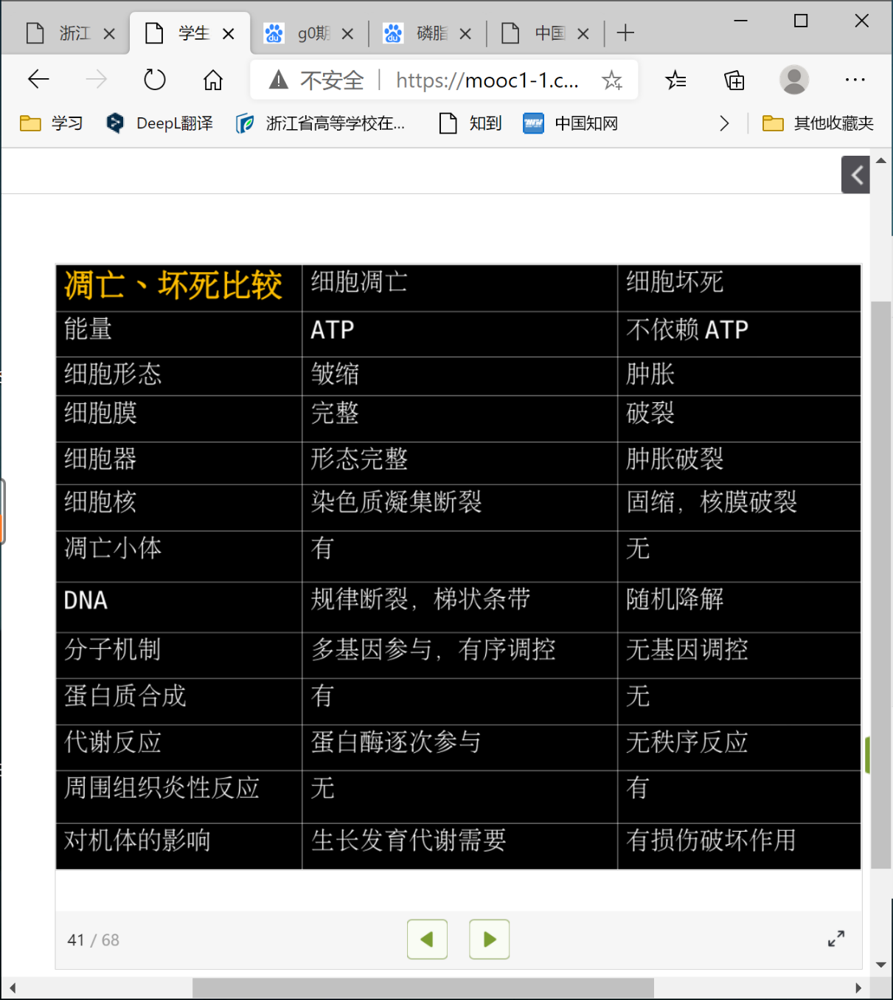 浙江
学生
g0期
磷脂
中国
不安全 https://mooc1-1.c...
学习 DeepL翻译 浙江省高等学校在... 知到 中国知网 其他收藏夹
凋亡、坏死比较 细胞凋亡 细胞坏死
能量 ATP 不依赖 ATP
细胞形态 皱缩 肿胀
细胞膜 完整 破裂
细胞器 形态完整 肿胀破裂
细胞核 染色质凝集断裂 固缩，核膜破裂
凋亡小体 有 无
DNA 规律断裂，梯状条带 随机降解
分子机制 多基因参与，有序调控 无基因调控
蛋白质合成 有 无
代谢反应 蛋白酶逐次参与 无秩序反应
周围组织炎性反应 无 有
对机体的影响 生长发育代谢需要 有损伤破坏作用
41 / 68